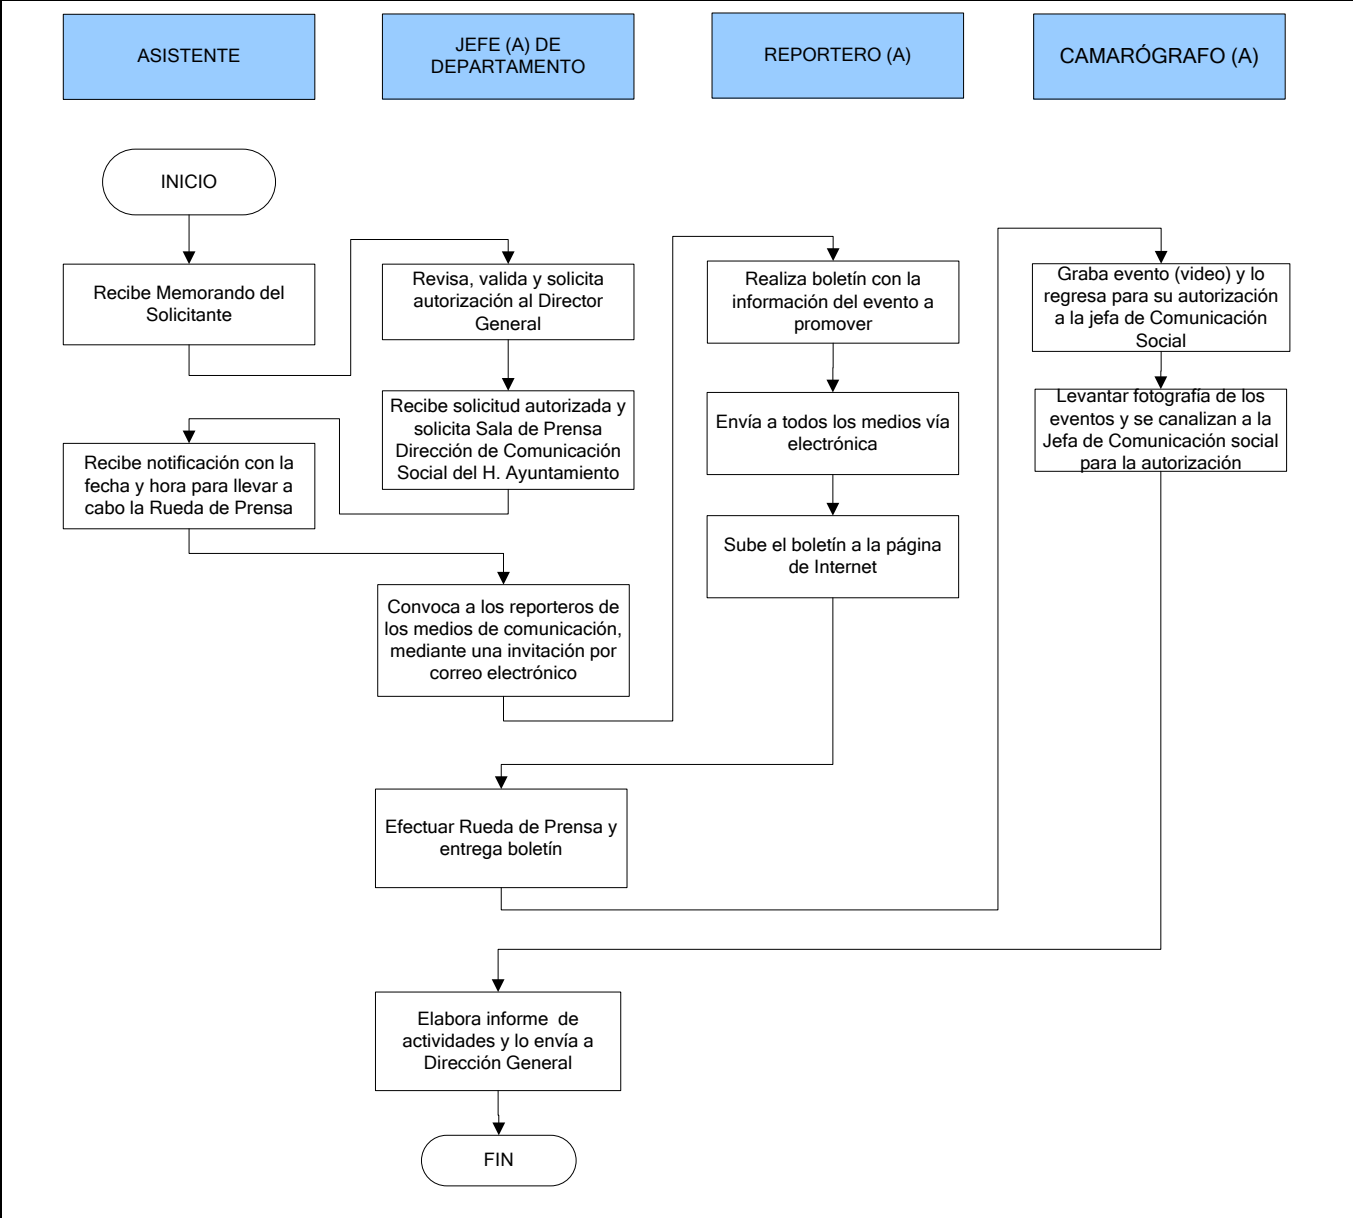 ASISTENTE
JEFE (A) DE
DEPARTAMENTO
REPORTERO (A)
CAMARÓGRAFO (A)
INICIO
Recibe Memorando del
Solicitante
Revisa, valida y solicita
autorización al Director
General
Recibe solicitud autorizada y
solicita Sala de Prensa
Dirección de Comunicación
Social del H. Ayuntamiento
Recibe notificación con la
fecha y hora para llevar a
cabo la Rueda de Prensa
Convoca a los reporteros de
los medios de comunicación,
mediante una invitación por
correo electrónico
Realiza boletín con la
información del evento a
promover
Envía a todos los medios vía
electrónica
Sube el boletín a la página
de Internet
Efectuar Rueda de Prensa y
entrega boletín
Graba evento (video) y lo
regresa para su autorización
a la jefa de Comunicación
Social
Levantar fotografía de los
eventos y se canalizan a la
Jefa de Comunicación social
para la autorización
Elabora informe  de
actividades y lo envía a
Dirección General
FIN